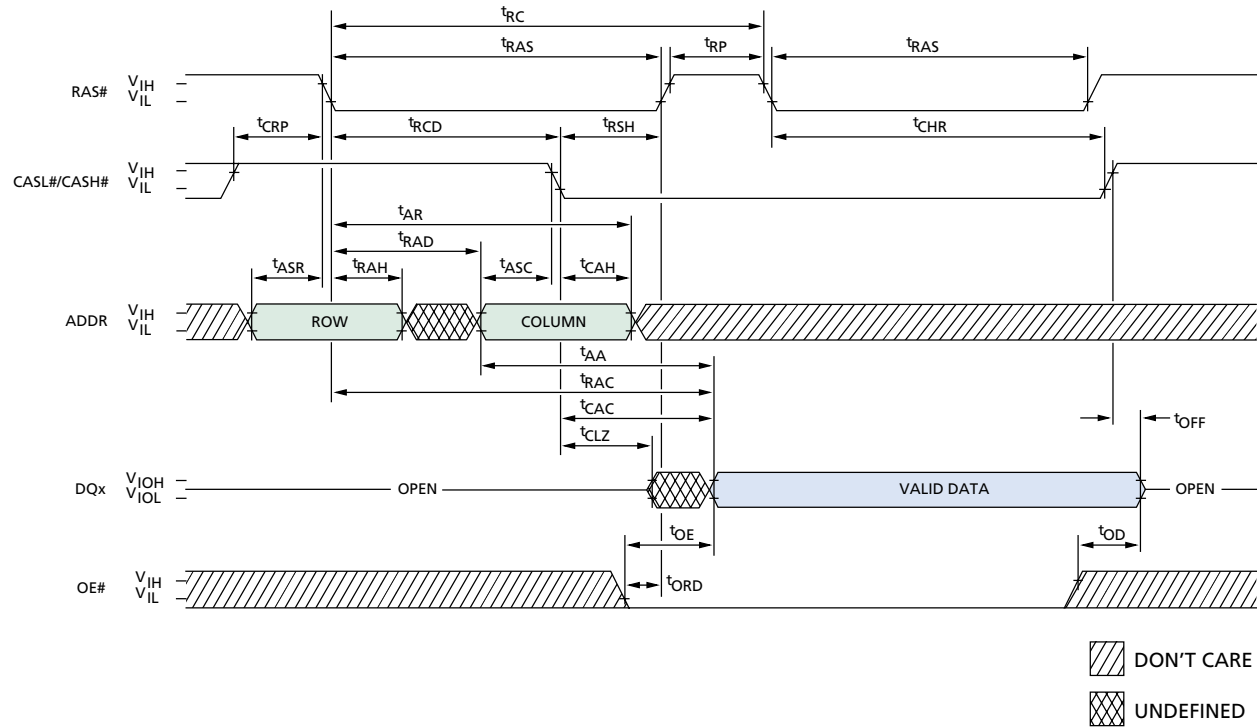 tRC
tRAS tRP tRAS
RAS# VIH
VIL
tCRP tRCD tRSH tCHR
CASL#/CASH# VIH
VIL
tAR
tRAD
tASR tRAH tASC tCAH
ADDR VIH
VIL
ROW COLUMN
tAA
tRAC
tCAC
tCLZ tOFF
DQx VIOH
VIOL
OPEN VALID DATA OPEN
tOE tOD
OE# VIH
VIL
tORD
DON'T CARE
UNDEFINED